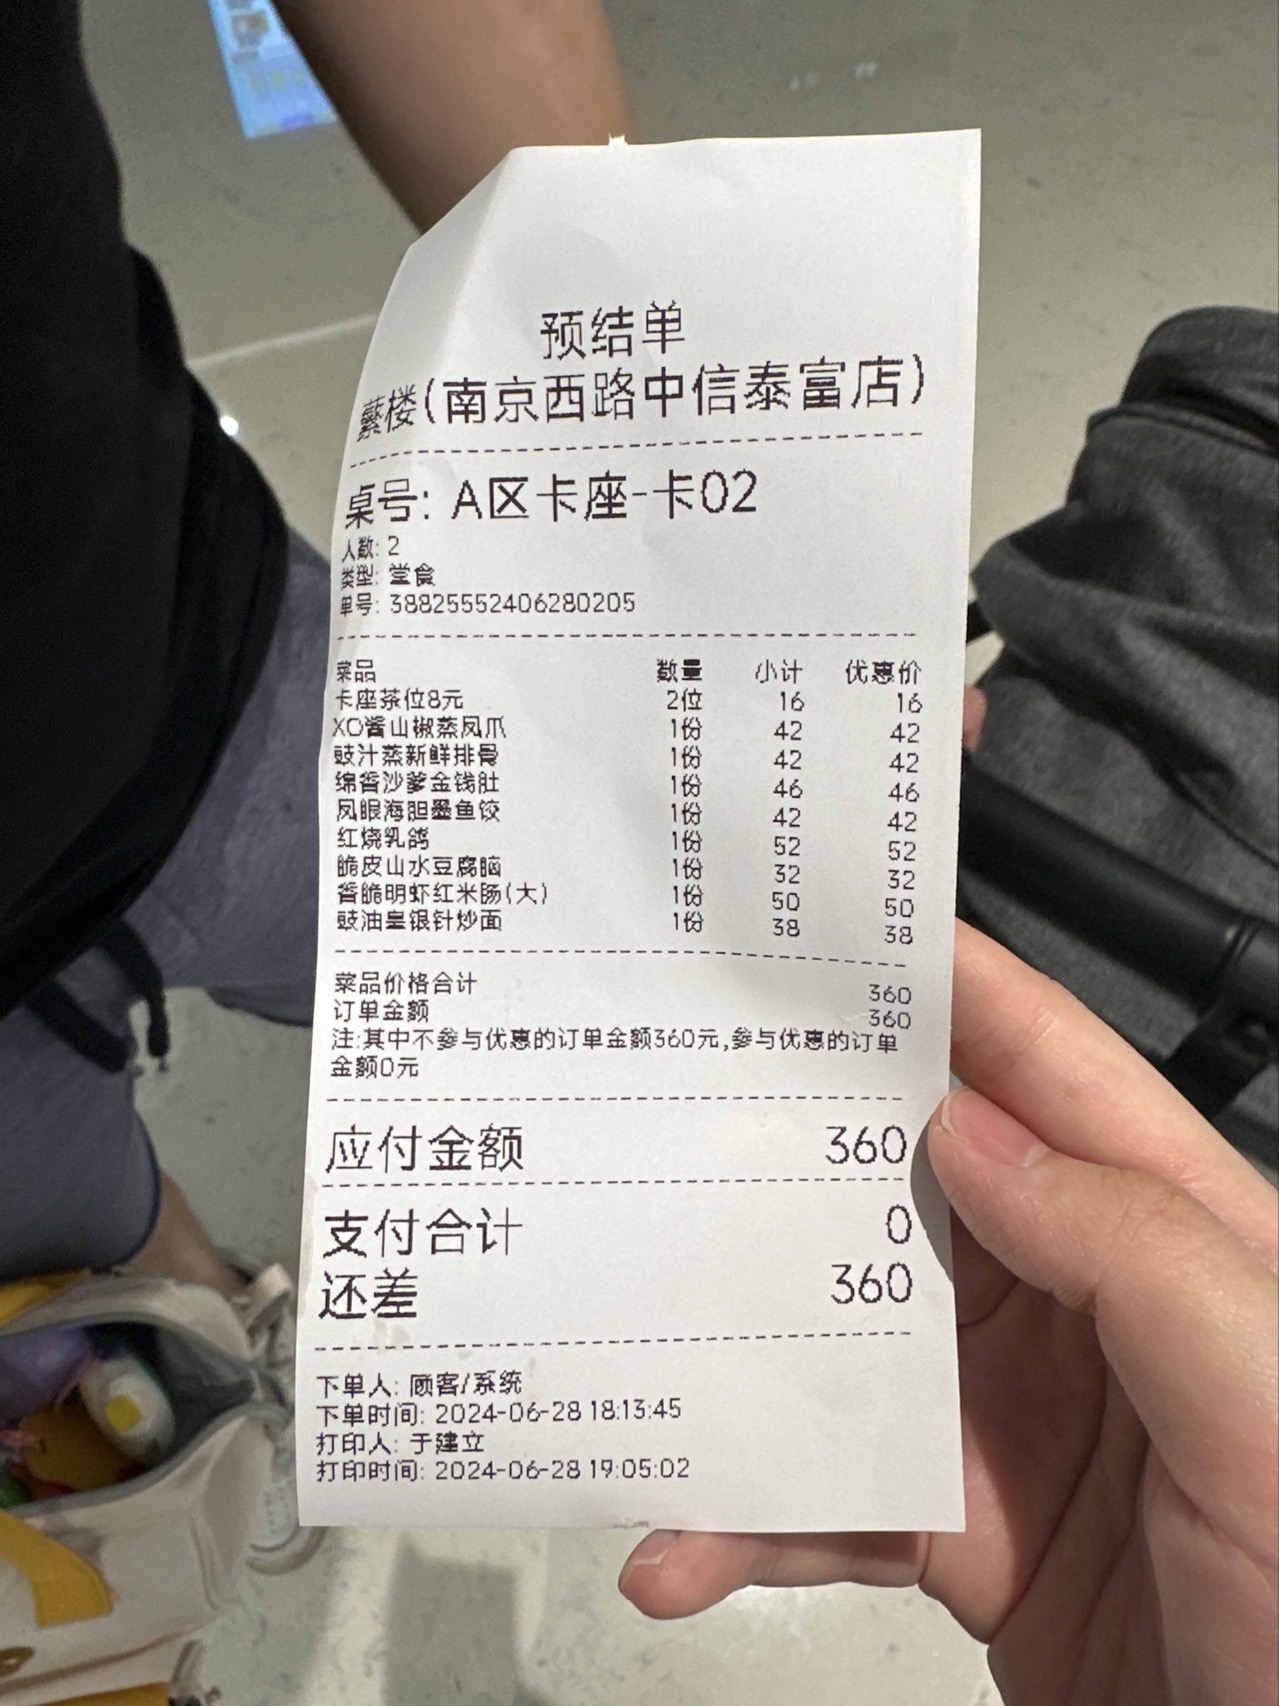 预结单
蘩楼(南京西路中信泰富店)
桌号: A区卡座-卡02
人数: 2
类型: 堂食
单号: 38825552406280205
菜品 数量 小计 优惠价
卡座茶位8元 2位 16 16
XO酱山椒蒸凤爪 1份 42 42
豉汁蒸新鲜排骨 1份 42 42
绵香沙爹金钱肚 1份 46 46
凤眼海胆墨鱼饺 1份 42 42
红烧乳鸽 1份 52 52
脆皮山水豆腐脑 1份 32 32
香脆明虾红米肠(大) 1份 50 50
豉油皇银针炒面 1份 38 38
菜品价格合计 360
订单金额 360
注:其中不参与优惠的订单金额360元,参与优惠的订单
金额0元
应付金额 360
支付合计 0
还差 360
下单人: 顾客/系统
下单时间: 2024-06-28 18:13:45
打印人: 于建立
打印时间: 2024-06-28 19:05:02